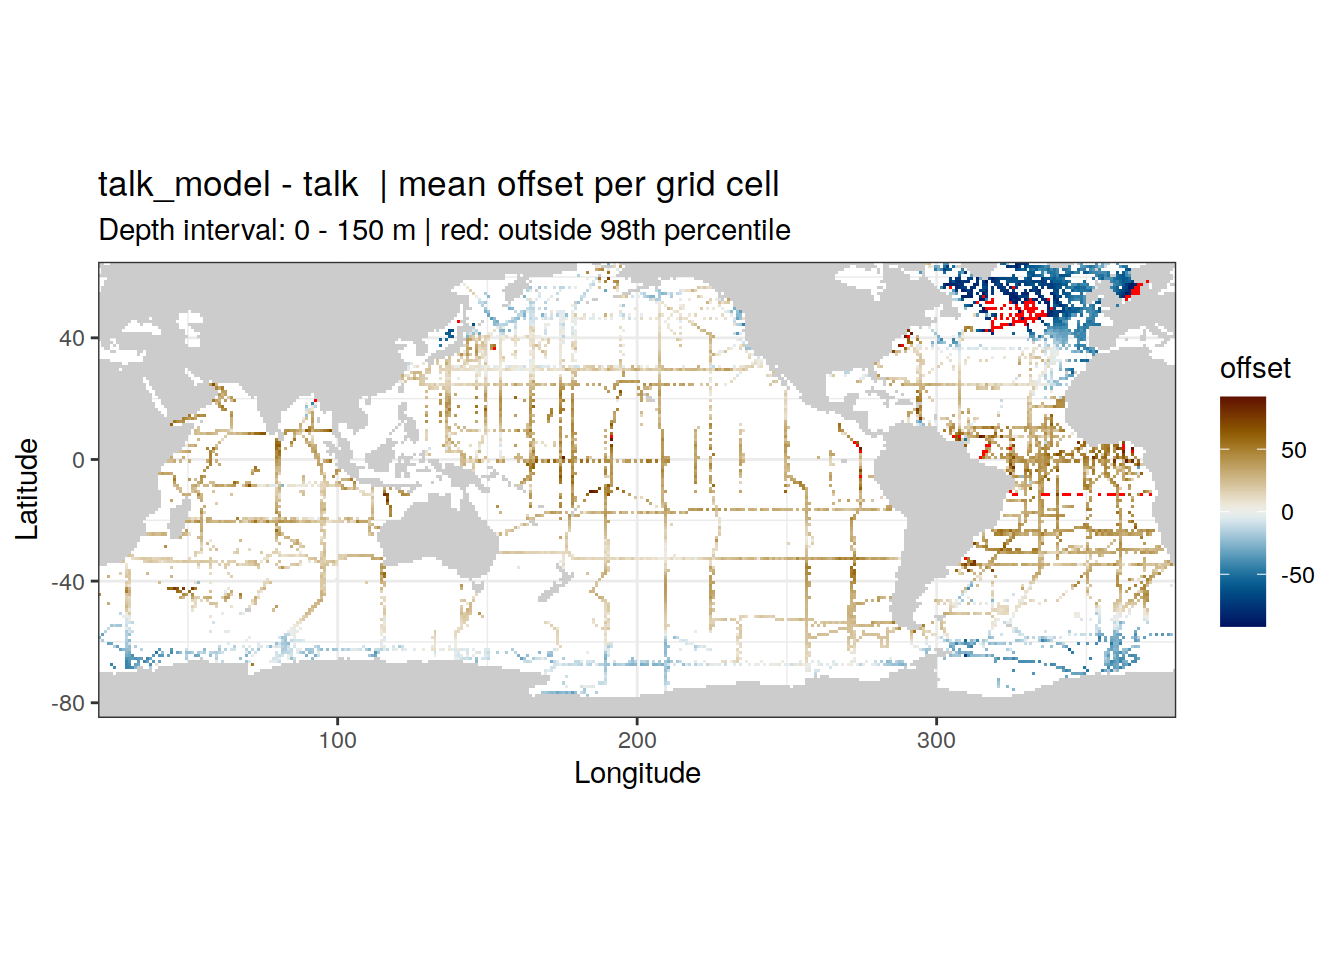 talk_model - talk  | mean offset per grid cell
Depth interval: 0 - 150 m | red: outside 98th percentile
Latitude
40
0
-40
-80
100
200
300
Longitude
offset
50
0
-50